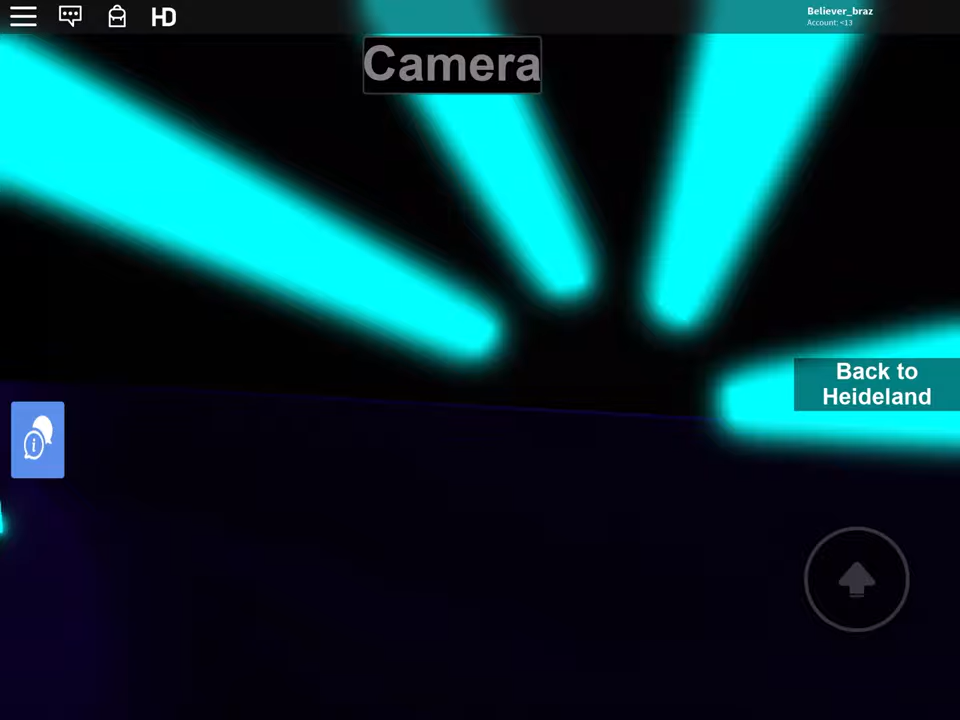 HD
Believer_braz
Account: <13
Camera
Back to
Heideland